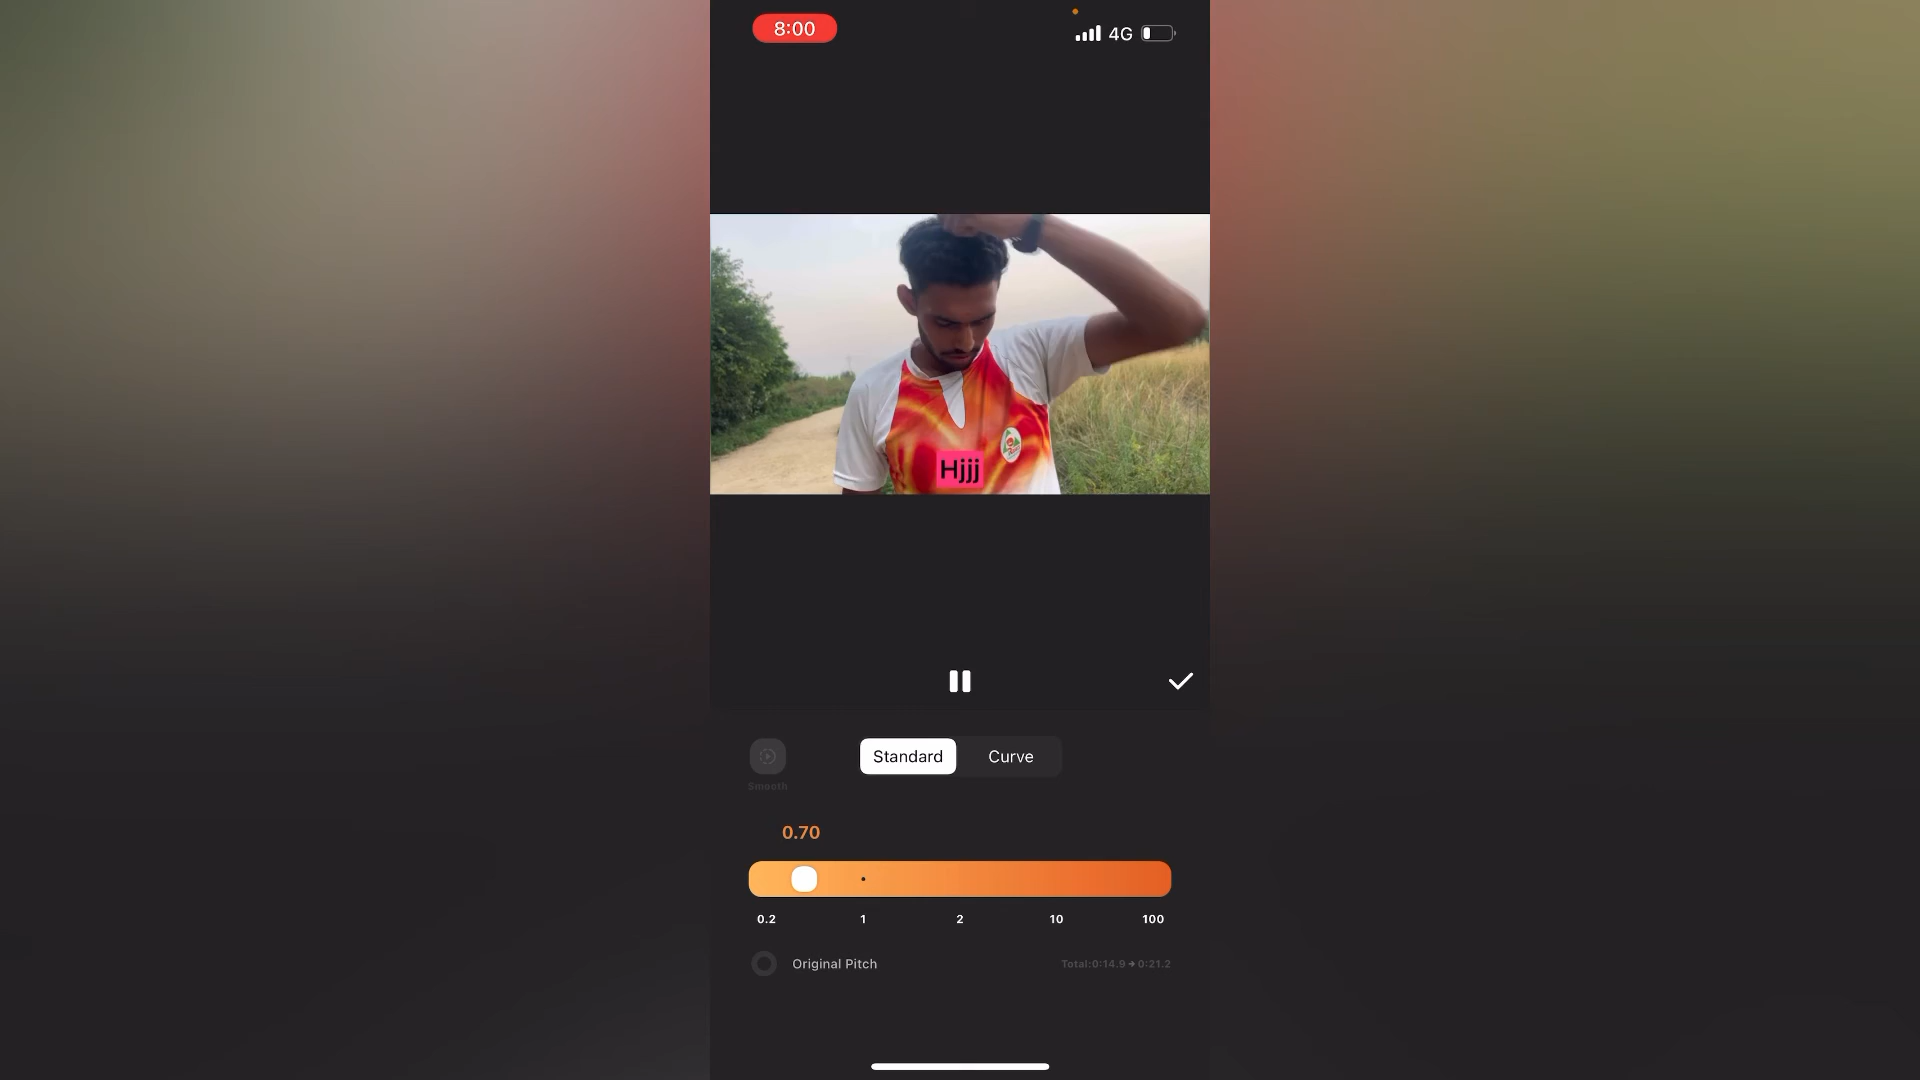 8:00
4G
Hjjj
Standard
Curve
Smooth
0.70
0.2
1
2
10
100
Original Pitch
Total:0:14.9 → 0:21.2